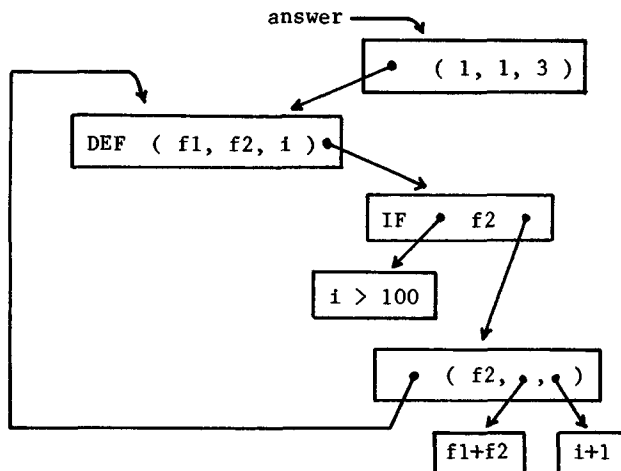 answer
( 1, 1, 3 )
DEF ( f1, f2, i )
IF f2
i > 100
( f2, , )
f1+f2 i+1